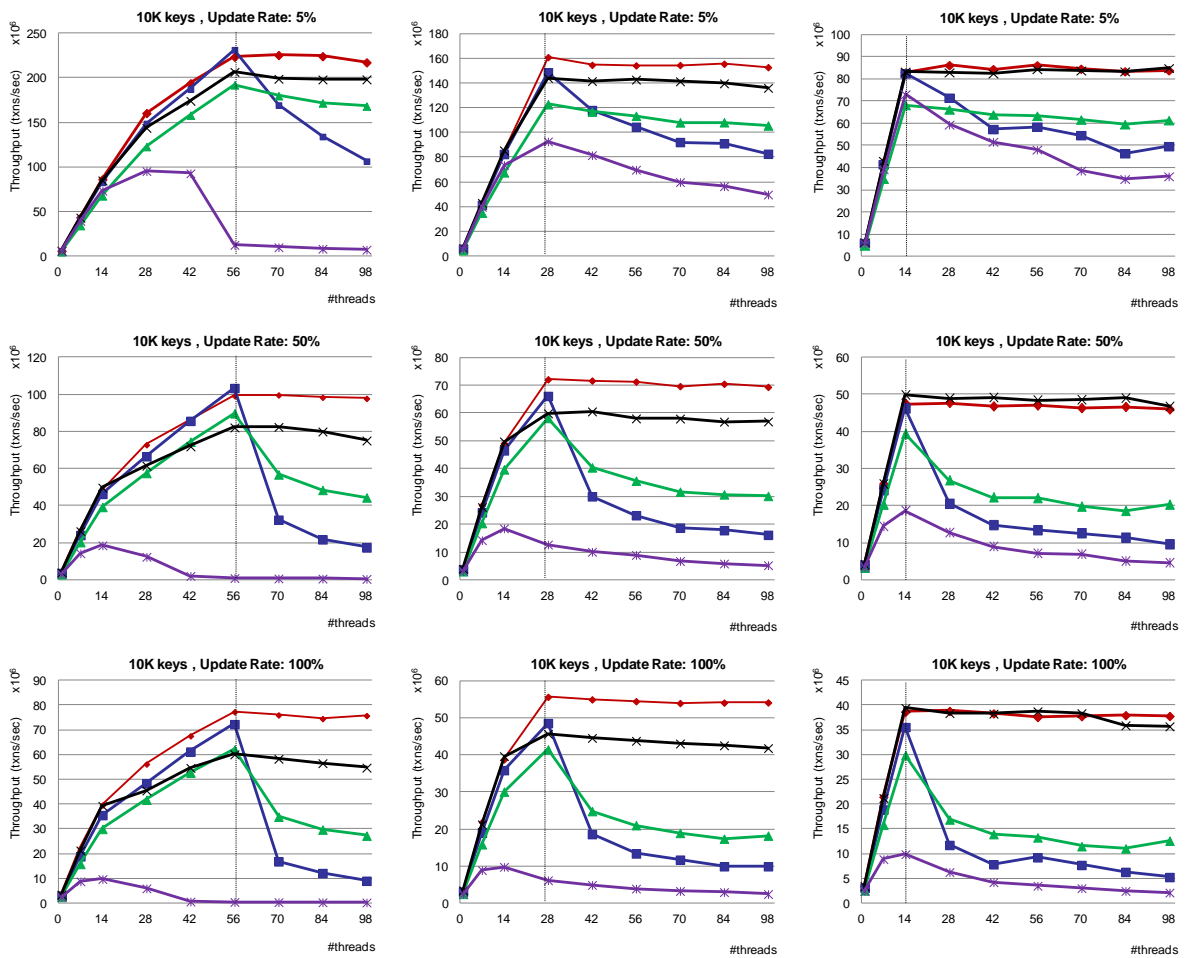 10K keys , Update Rate: 5%
x10⁶
Throughput (txns/sec)
250
200
150
100
50
0
0 14 28 42 56 70 84 98
#threads
10K keys , Update Rate: 5%
x10⁶
Throughput (txns/sec)
180
160
140
120
100
80
60
40
20
0
0 14 28 42 56 70 84 98
#threads
10K keys , Update Rate: 5%
x10⁶
Throughput (txns/sec)
100
90
80
70
60
50
40
30
20
10
0
0 14 28 42 56 70 84 98
#threads
10K keys , Update Rate: 50%
x10⁶
Throughput (txns/sec)
120
100
80
60
40
20
0
0 14 28 42 56 70 84 98
#threads
10K keys , Update Rate: 50%
x10⁶
Throughput (txns/sec)
80
70
60
50
40
30
20
10
0
0 14 28 42 56 70 84 98
#threads
10K keys , Update Rate: 50%
x10⁶
Throughput (txns/sec)
60
50
40
30
20
10
0
0 14 28 42 56 70 84 98
#threads
10K keys , Update Rate: 100%
x10⁶
Throughput (txns/sec)
90
80
70
60
50
40
30
20
10
0
0 14 28 42 56 70 84 98
#threads
10K keys , Update Rate: 100%
x10⁶
Throughput (txns/sec)
60
50
40
30
20
10
0
0 14 28 42 56 70 84 98
#threads
10K keys , Update Rate: 100%
x10⁶
Throughput (txns/sec)
45
40
35
30
25
20
15
10
5
0
0 14 28 42 56 70 84 98
#threads